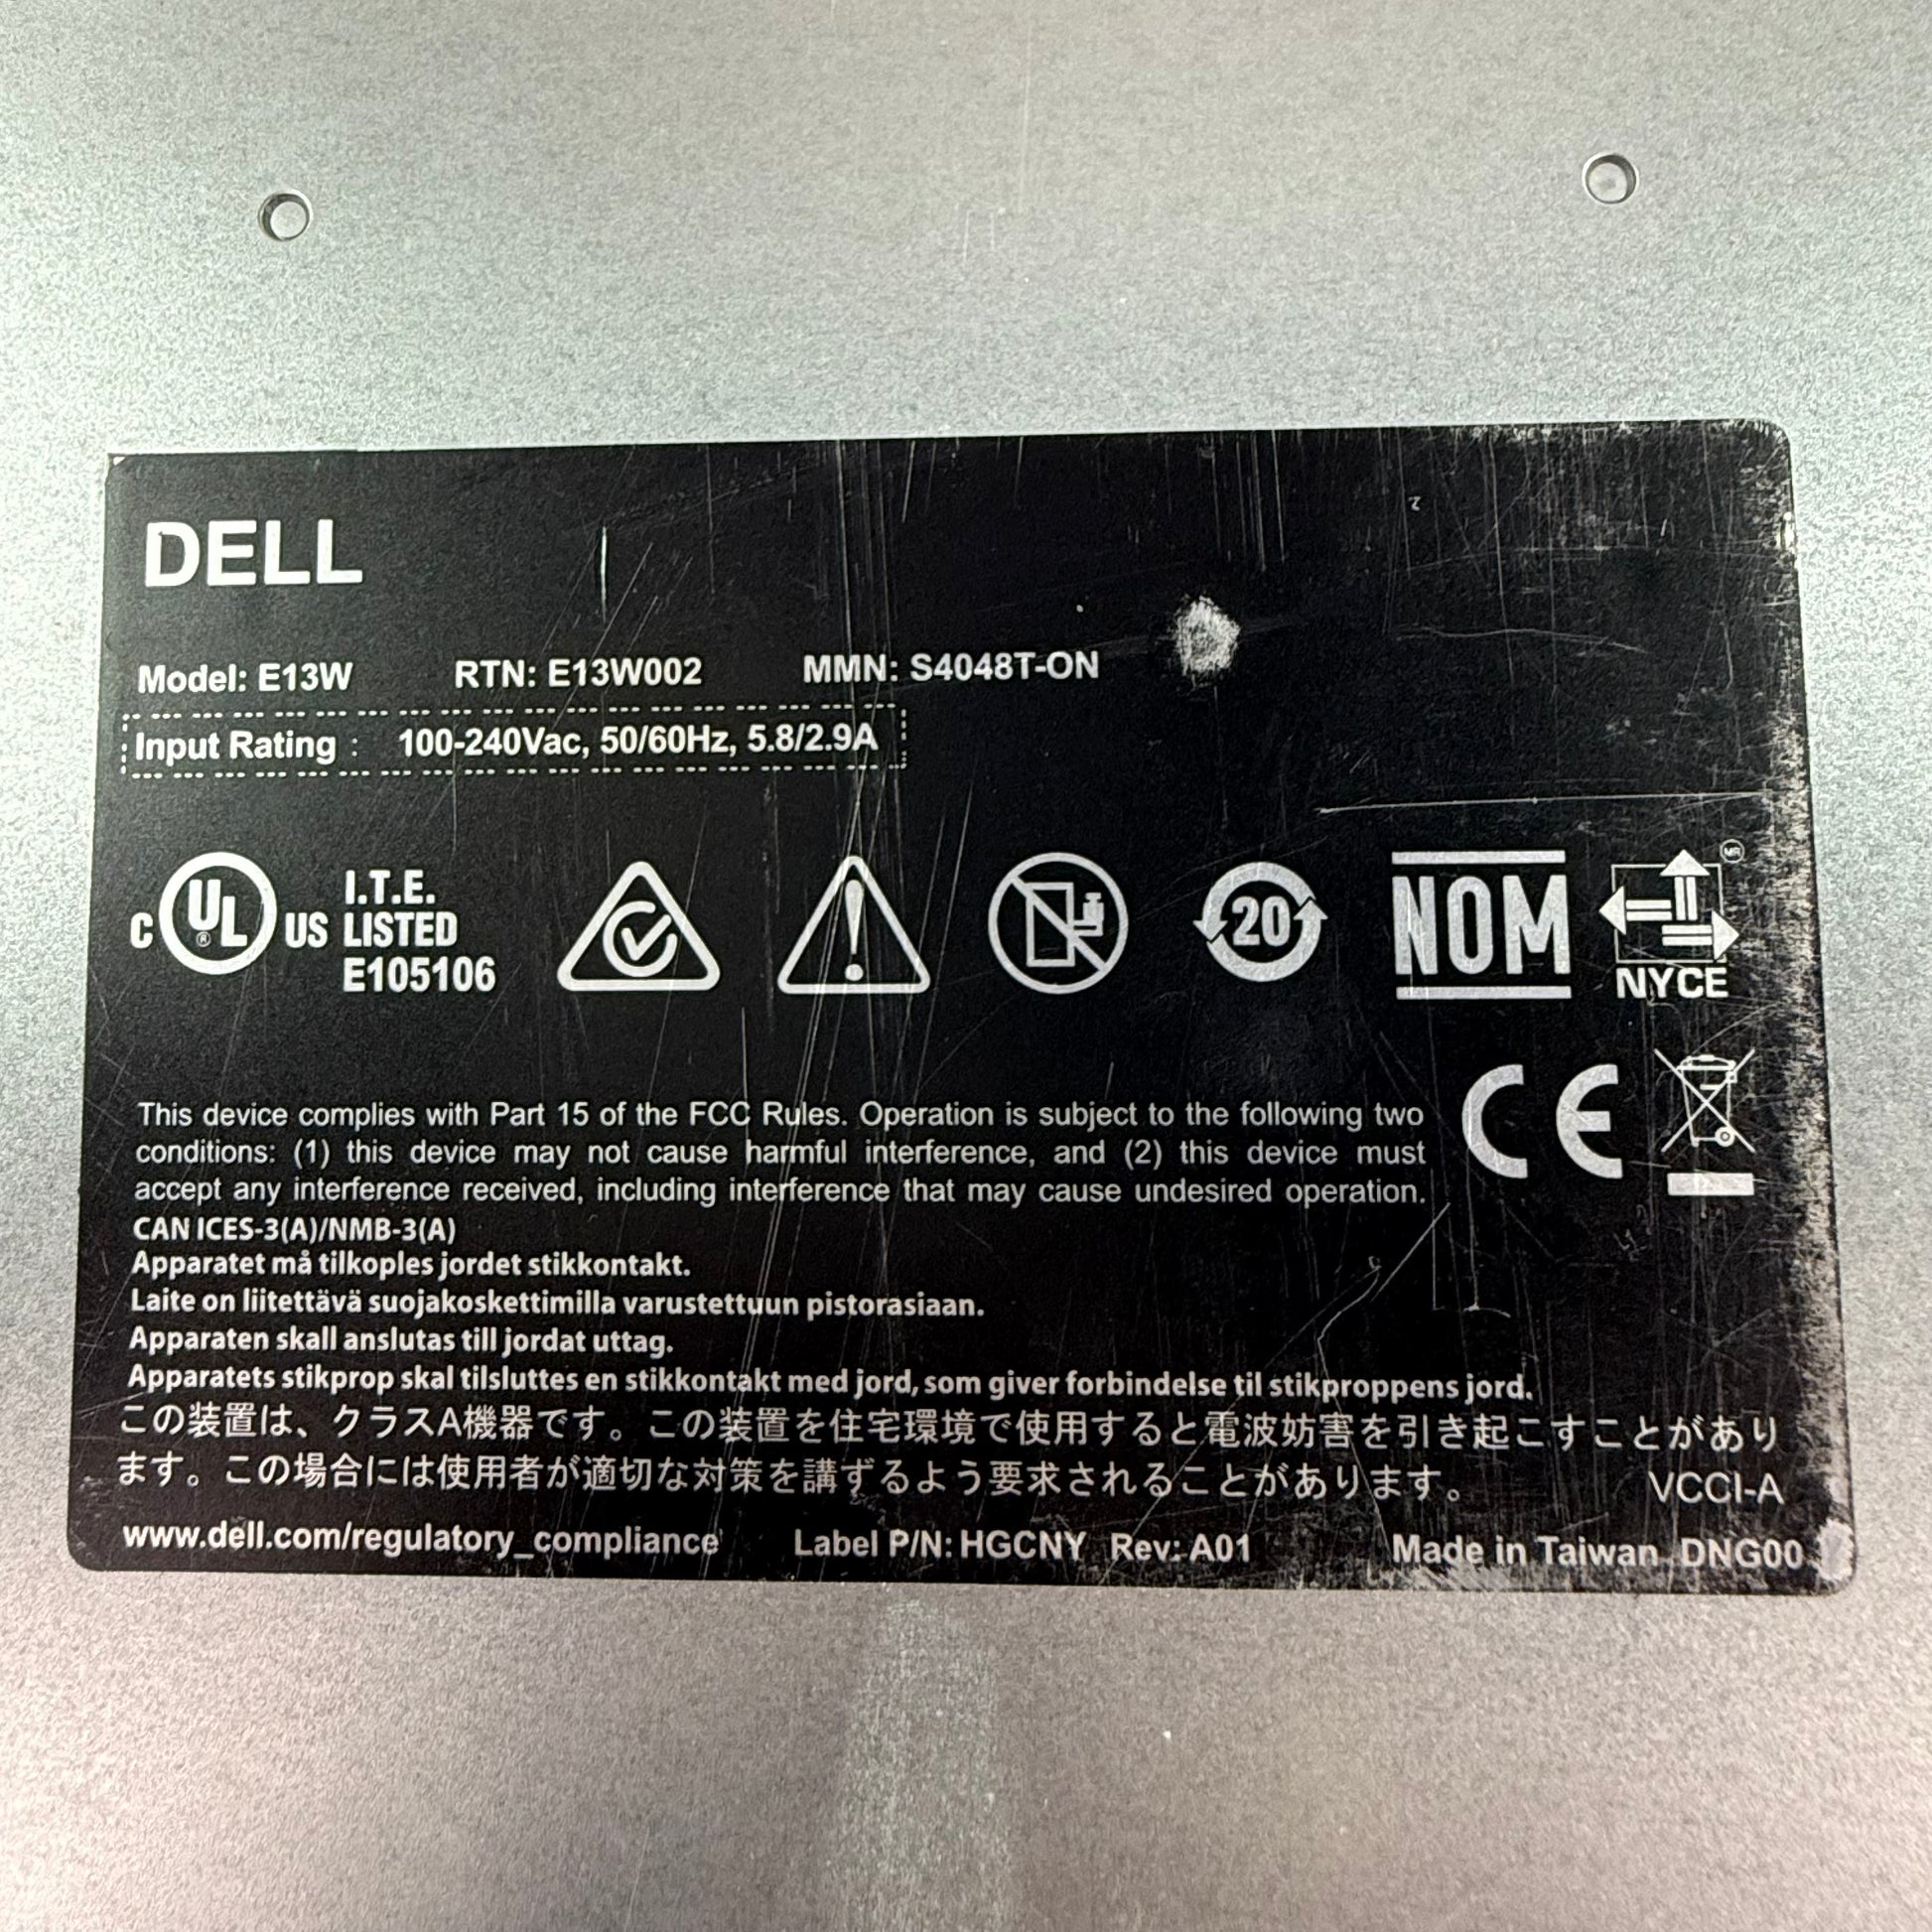 DELL
Model: E13W RTN: E13W002 MMN: S4048T-ON
Input Rating : 100-240Vac, 50/60Hz, 5.8/2.9A
C UL ® US I.T.E. LISTED E105106
20
NOM
MR
NYCE
This device complies with Part 15 of the FCC Rules. Operation is subject to the following two
conditions: (1) this device may not cause harmful interference, and (2) this device must
accept any interference received, including interference that may cause undesired operation.
CE
CAN ICES-3(A)/NMB-3(A)
Apparatet må tilkoples jordet stikkontakt.
Laite on liitettävä suojakoskettimilla varustettuun pistorasiaan.
Apparaten skall anslutas till jordat uttag.
Apparatets stikprop skal tilsluttes en stikkontakt med jord, som giver forbindelse til stikproppens jord.
この装置は、クラスA機器です。この装置を住宅環境で使用すると電波妨害を引き起こすことがあり
ます。この場合には使用者が適切な対策を講ずるよう要求されることがあります。 VCCI-A
www.dell.com/regulatory_compliance Label P/N: HGCNY Rev: A01 Made in Taiwan DNG00